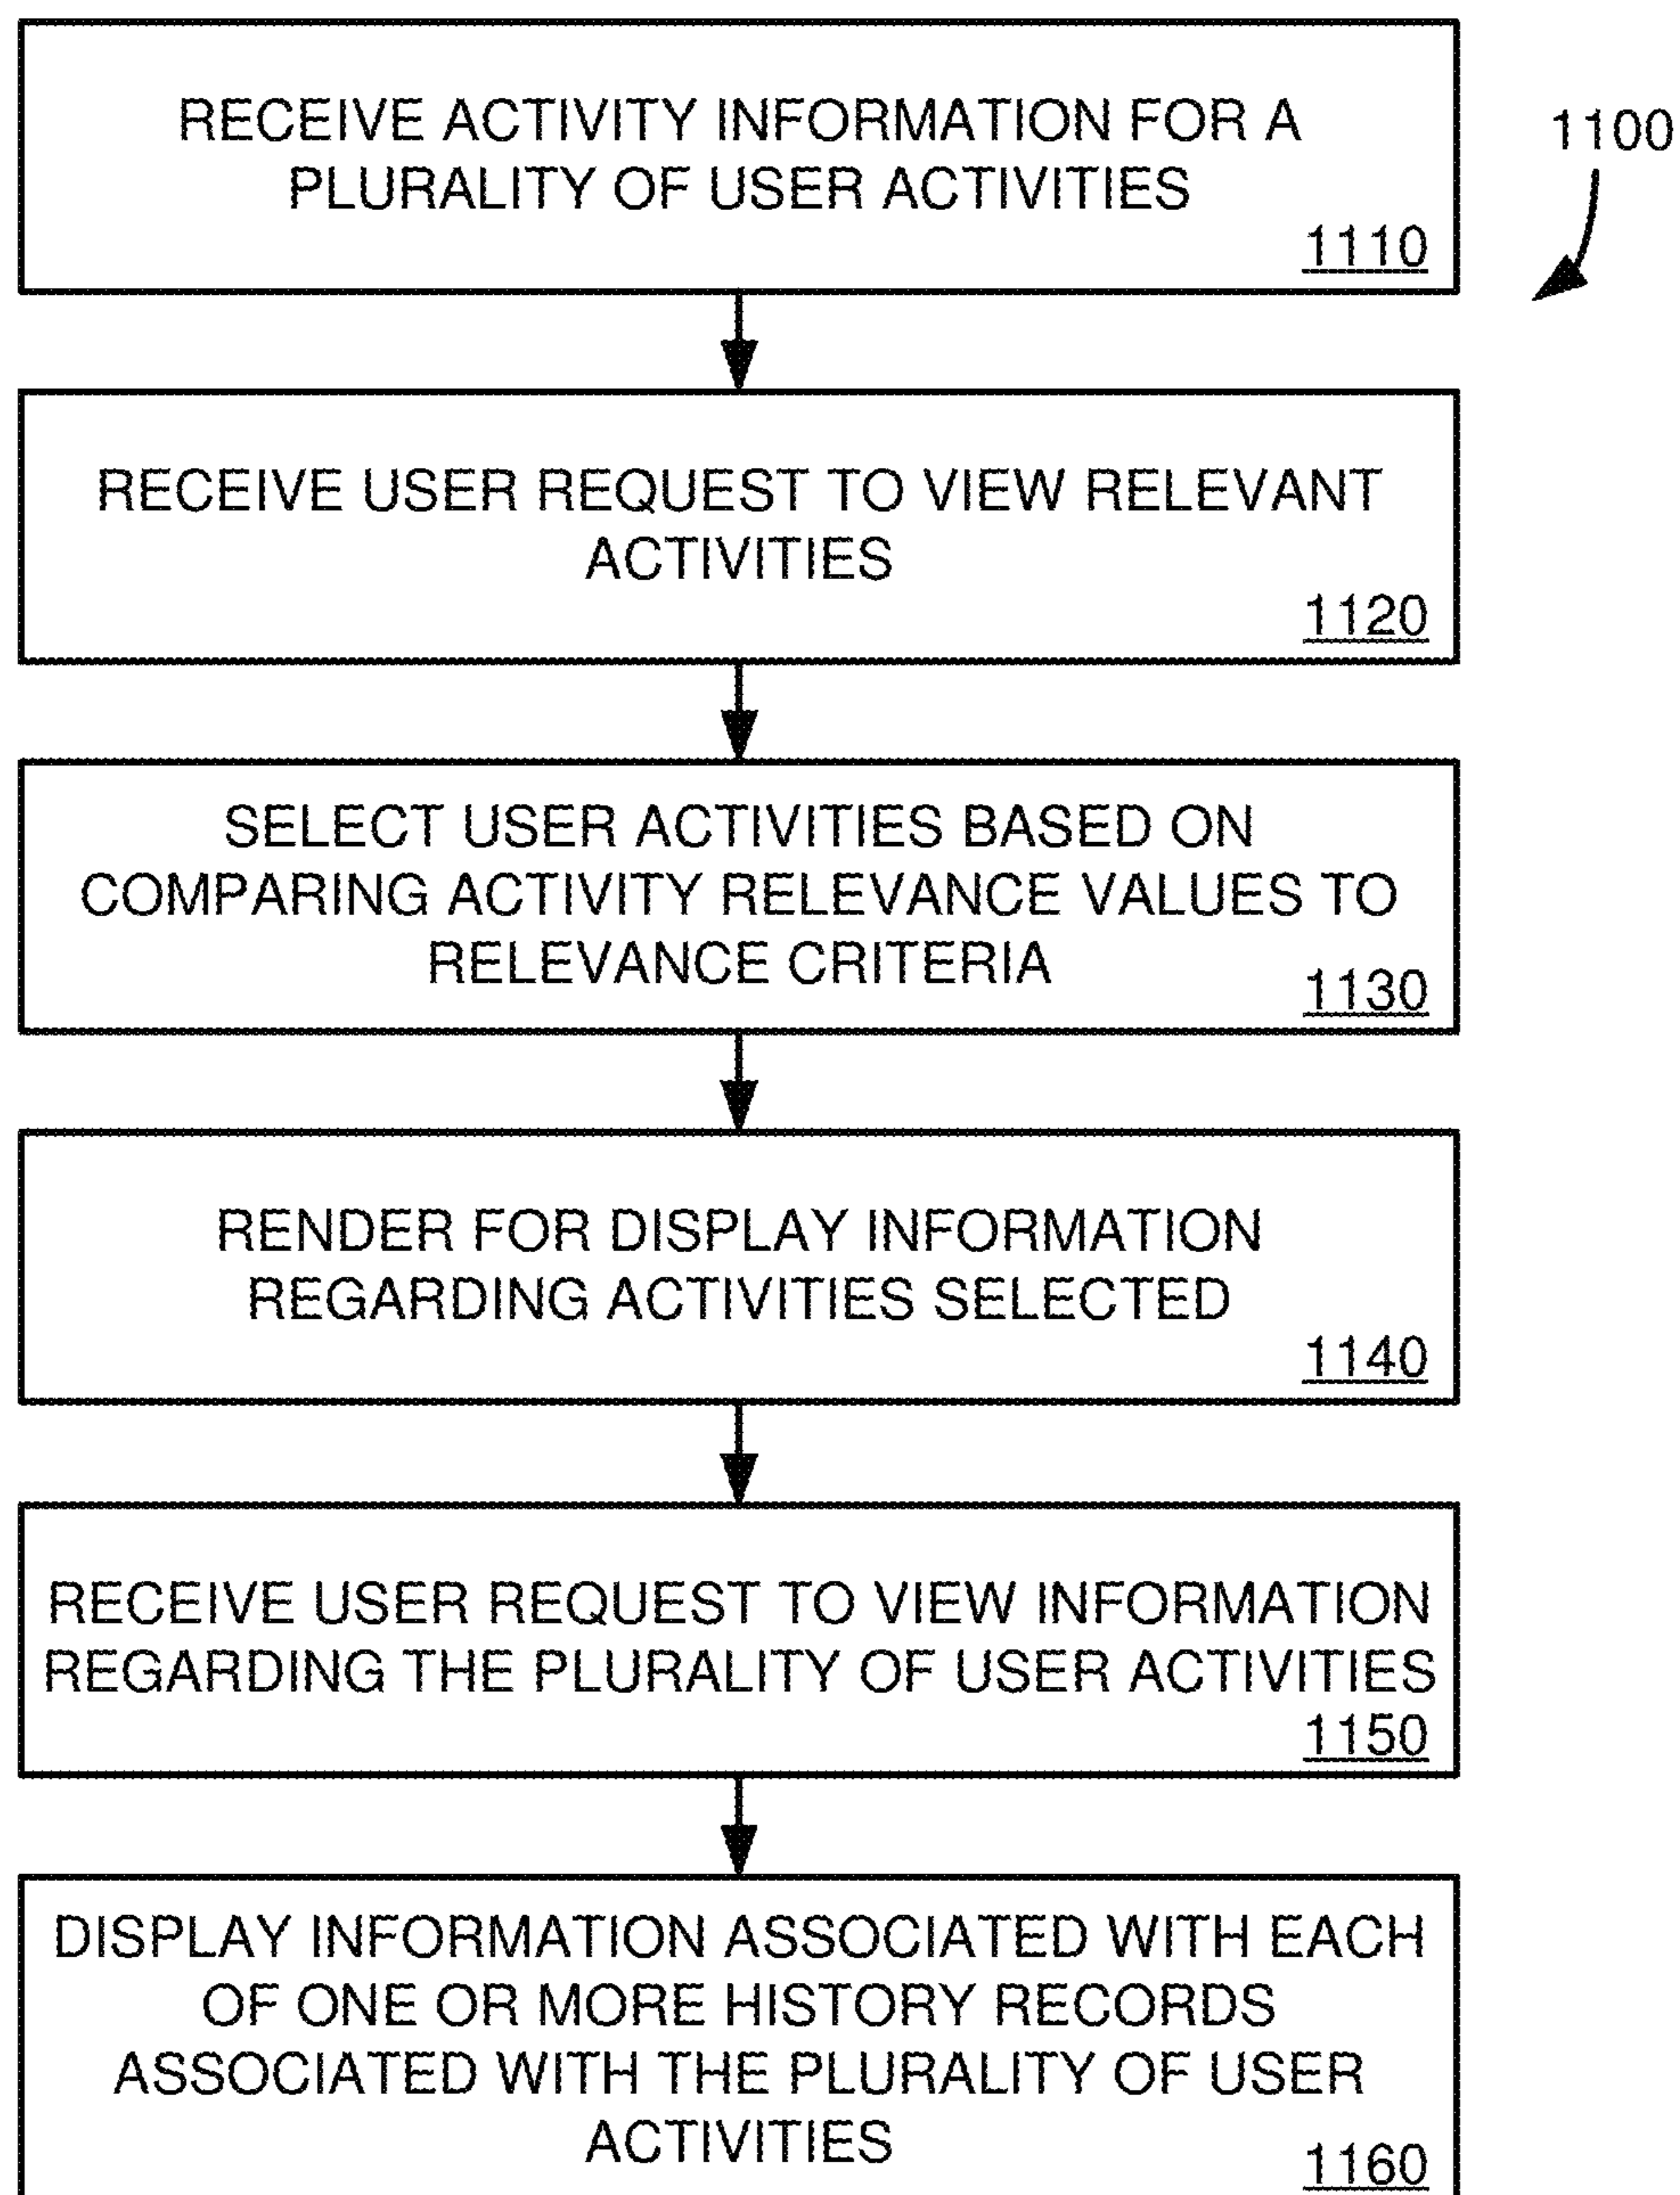 RECEIVE ACTIVITY INFORMATION FOR A
PLURALITY OF USER ACTIVITIES
1110
1100
RECEIVE USER REQUEST TO VIEW RELEVANT
ACTIVITIES
1120
SELECT USER ACTIVITIES BASED ON
COMPARING ACTIVITY RELEVANCE VALUES TO
RELEVANCE CRITERIA
1130
RENDER FOR DISPLAY INFORMATION
REGARDING ACTIVITIES SELECTED
1140
RECEIVE USER REQUEST TO VIEW INFORMATION
REGARDING THE PLURALITY OF USER ACTIVITIES
1150
DISPLAY INFORMATION ASSOCIATED WITH EACH
OF ONE OR MORE HISTORY RECORDS
ASSOCIATED WITH THE PLURALITY OF USER
ACTIVITIES
1160